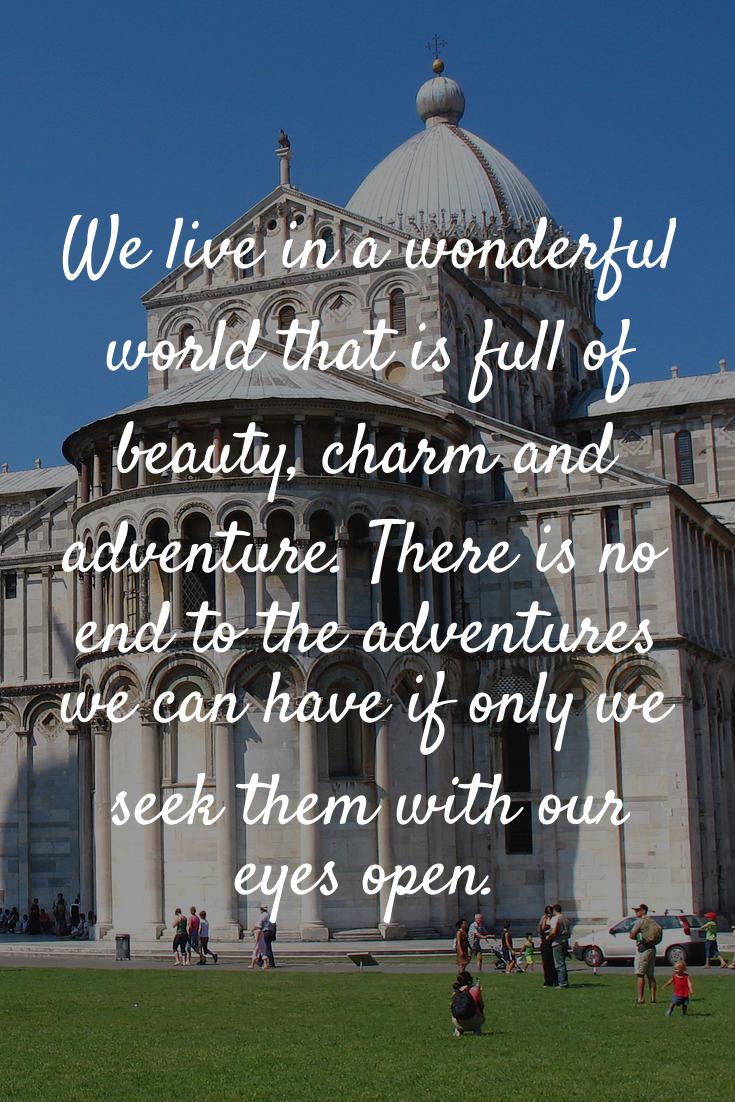 We live in a wonderful
world that is full of
beauty, charm and
adventure. There is no
end to the adventures
we can have if only we
seek them with our
eyes open.